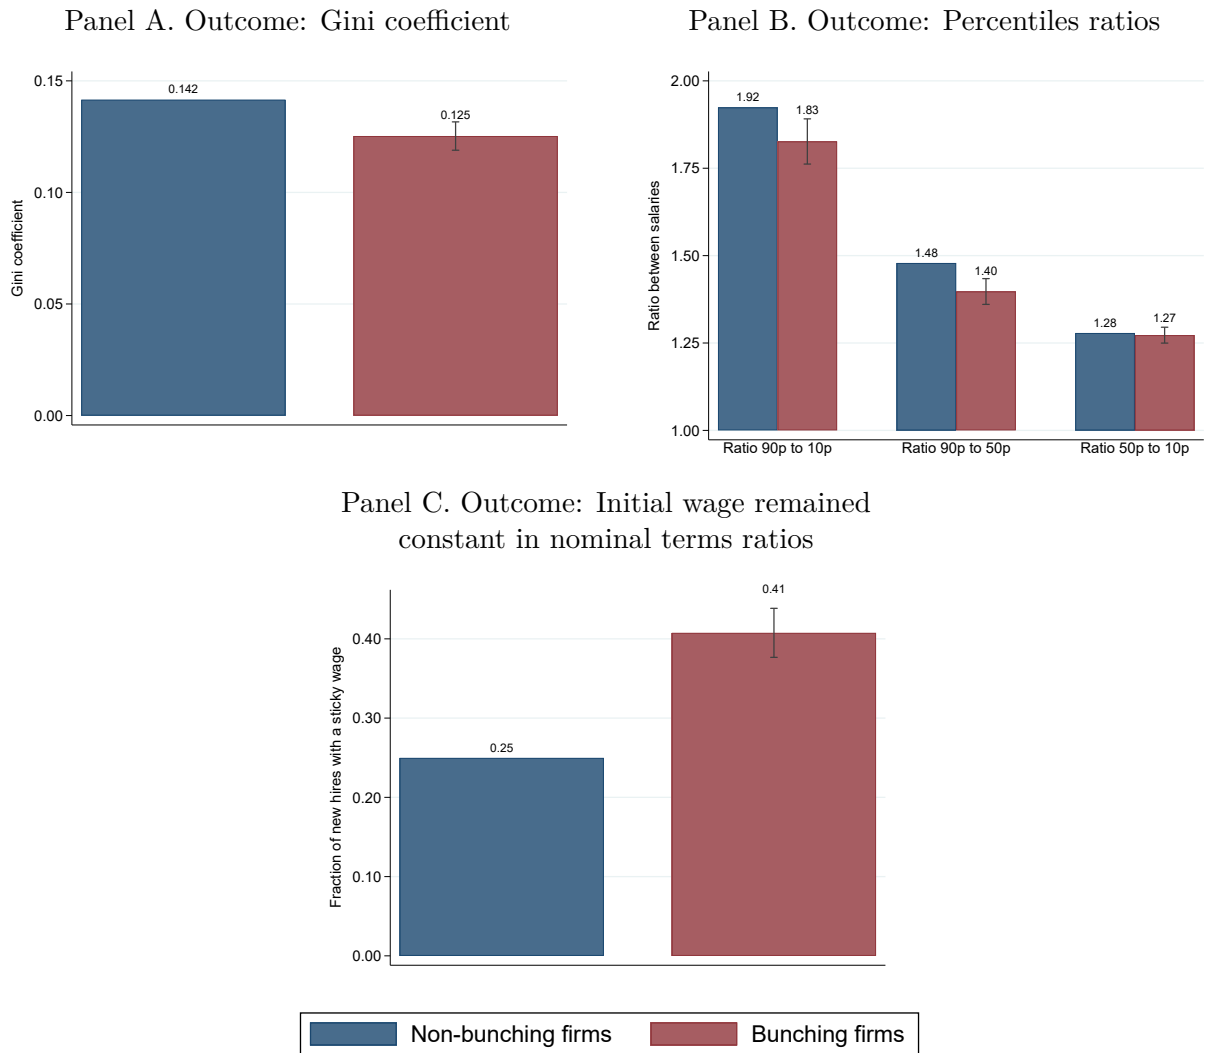 Panel A. Outcome: Gini coefficient
0.15
0.142
0.125
0.10
0.05
0.00
Gini coefficient
Panel B. Outcome: Percentiles ratios
2.00
1.92
1.83
1.75
1.50
1.48
1.40
1.28
1.27
1.25
1.00
Ratio between salaries
Ratio 90p to 10p
Ratio 90p to 50p
Ratio 50p to 10p
Panel C. Outcome: Initial wage remained
constant in nominal terms ratios
0.41
0.40
0.30
0.25
0.20
0.10
0.00
Fraction of new hires with a sticky wage
Non-bunching firms
Bunching firms